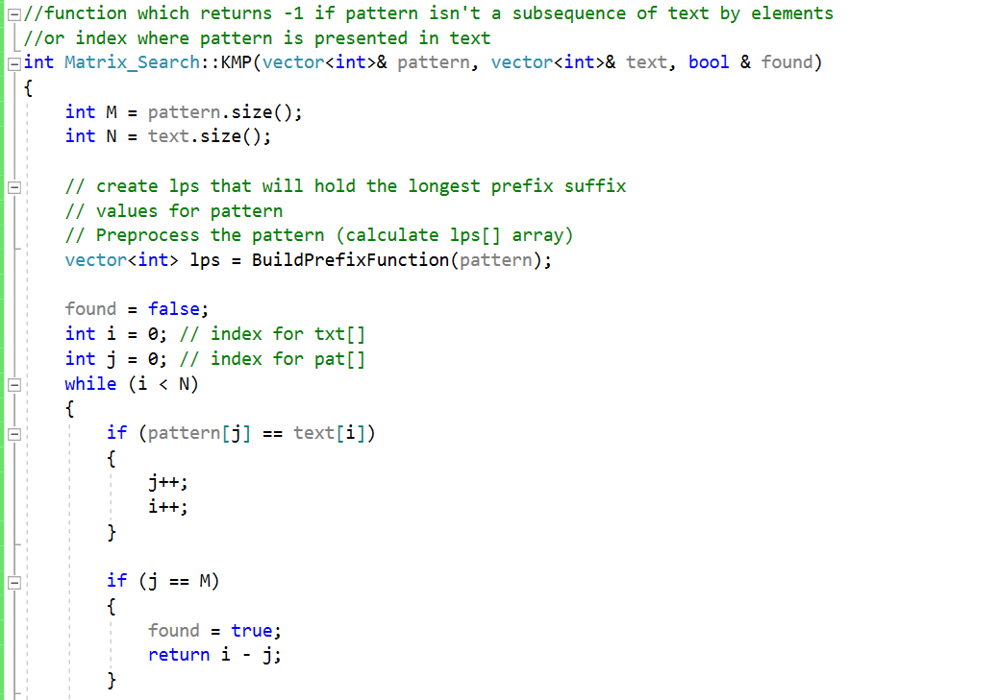 //function which returns -1 if pattern isn't a subsequence of text by elements
//or index where pattern is presented in text
int Matrix_Search::KMP(vector<int>& pattern, vector<int>& text, bool & found)
{
    int M = pattern.size();
    int N = text.size();

    // create lps that will hold the longest prefix suffix
    // values for pattern
    // Preprocess the pattern (calculate lps[] array)
    vector<int> lps = BuildPrefixFunction(pattern);

    found = false;
    int i = 0; // index for txt[]
    int j = 0; // index for pat[]
    while (i < N)
    {
        if (pattern[j] == text[i])
        {
            j++;
            i++;
        }

        if (j == M)
        {
            found = true;
            return i - j;
        }